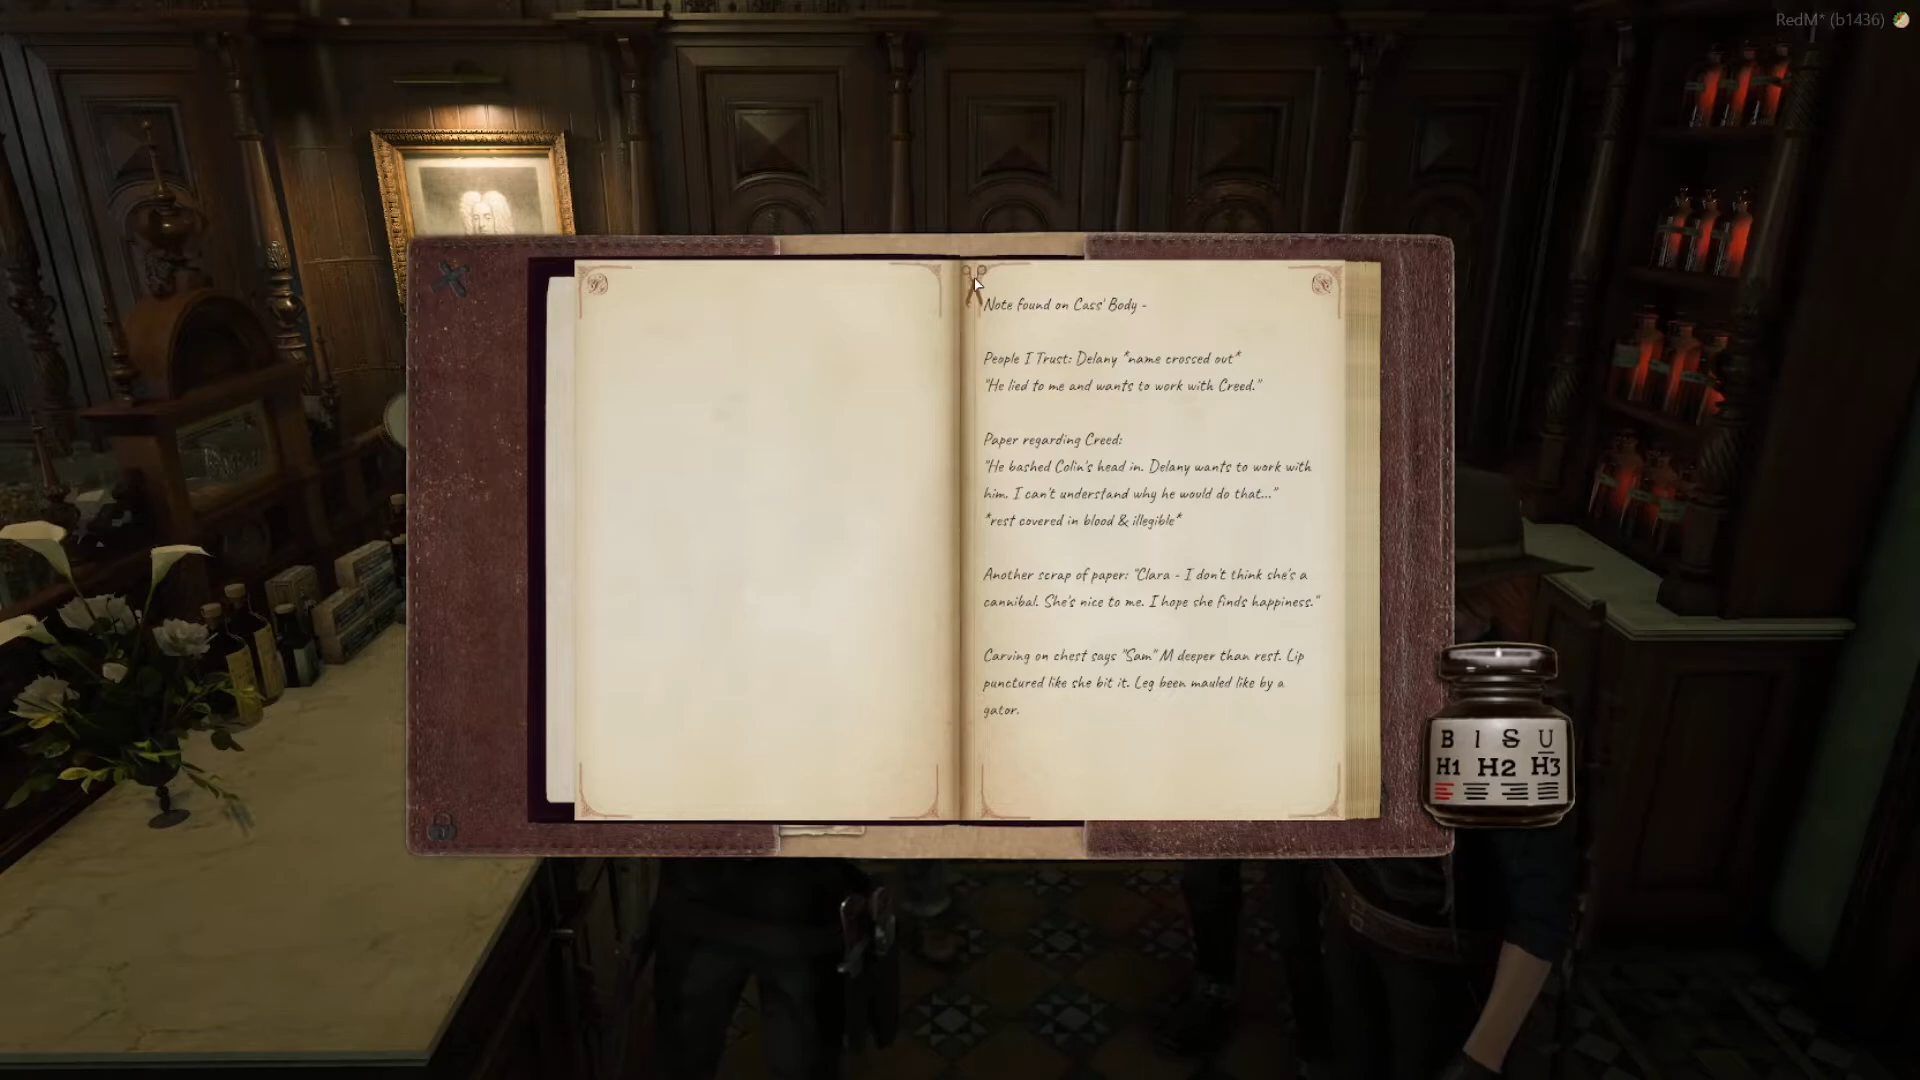 RedM* (b1436)
Note found on Cass' Body -
People I Trust: Delany *name crossed out*
"He lied to me and wants to work with Creed."
Paper regarding Creed:
"He bashed Colin's head in. Delany wants to work with
him. I can't understand why he would do that..."
*rest covered in blood & illegible*
Another scrap of paper: "Clara - I don't think she's a
cannibal. She's nice to me. I hope she finds happiness."
Carving on chest says "Sam" M deeper than rest. Lip
punctured like she bit it. Leg been mauled like by a
gator.
B I S U
H1 H2 H3